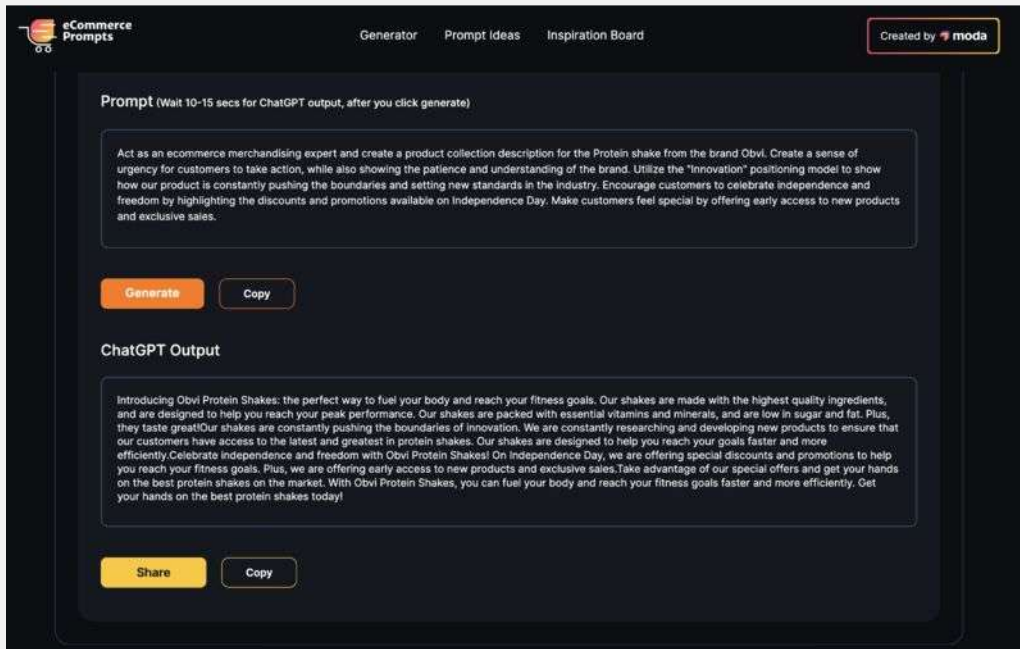 eCommerce
Prompts
Generator
Prompt Ideas
Inspiration Board
Created by moda
Prompt (Wait 10-15 secs for ChatGPT output, after you click generate)
Act as an ecommerce merchandising expert and create a product collection description for the Protein shake from the brand Obvi. Create a sense of
urgency for customers to take action, while also showing the patience and understanding of the brand. Utilize the "Innovation" positioning model to show
how our product is constantly pushing the boundaries and setting new standards in the industry. Encourage customers to celebrate independence and
freedom by highlighting the discounts and promotions available on Independence Day. Make customers feel special by offering early access to new products
and exclusive sales.
Generate
Copy
ChatGPT Output
Introducing Obvi Protein Shakes: the perfect way to fuel your body and reach your fitness goals. Our shakes are made with the highest quality ingredients,
and are designed to help you reach your peak performance. Our shakes are packed with essential vitamins and minerals, and are low in sugar and fat. Plus,
they taste great!Our shakes are constantly pushing the boundaries of innovation. We are constantly researching and developing new products to ensure that
our customers have access to the latest and greatest in protein shakes. Our shakes are designed to help you reach your goals faster and more
efficiently.Celebrate independence and freedom with Obvi Protein Shakes! On Independence Day, we are offering special discounts and promotions to help
you reach your fitness goals. Plus, we are offering early access to new products and exclusive sales.Take advantage of our special offers and get your hands
on the best protein shakes on the market. With Obvi Protein Shakes, you can fuel your body and reach your fitness goals faster and more efficiently. Get
your hands on the best protein shakes today!
Share
Copy